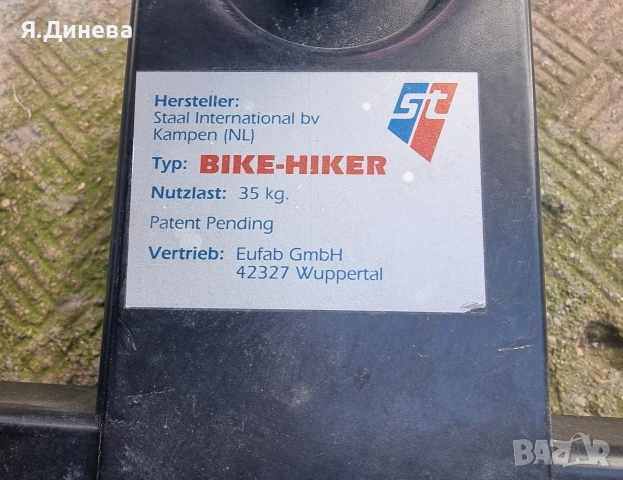 Я.Динева
Hersteller:
Staal International bv
Kampen (NL)
st
Typ: BIKE-HIKER
Nutzlast: 35 kg.
Patent Pending
Vertrieb: Eufab GmbH
42327 Wuppertal
BAZAR